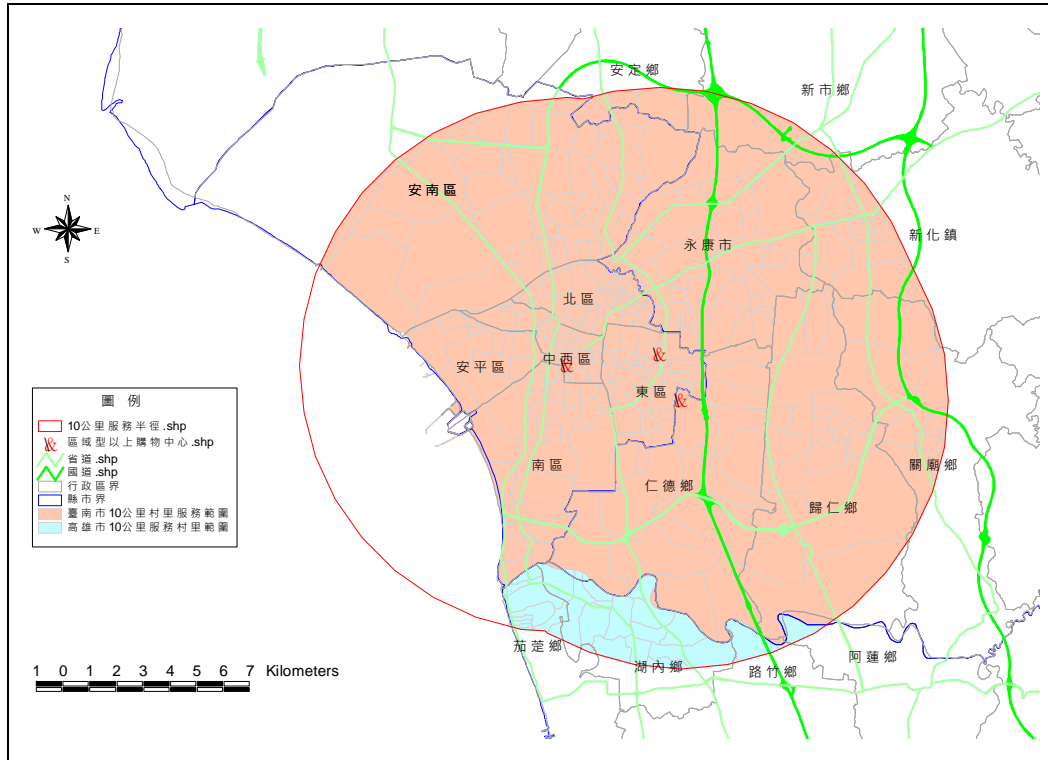 安定鄉
新市鄉
安南區
N
W E
S
新化鎮
永康市
北區
中西區
&
&
安平區
東區
&
圖 例
10公里服務半徑.shp
& 區域型以上購物中心.shp
省道.shp
國道.shp
行政區界
縣市界
臺南市10公里村里服務範圍
高雄市10公里服務村里範圍
南區
關廟鄉
仁德鄉
歸仁鄉
茄萣鄉
湖內鄉
路竹鄉
阿蓮鄉
1 0 1 2 3 4 5 6 7 Kilometers